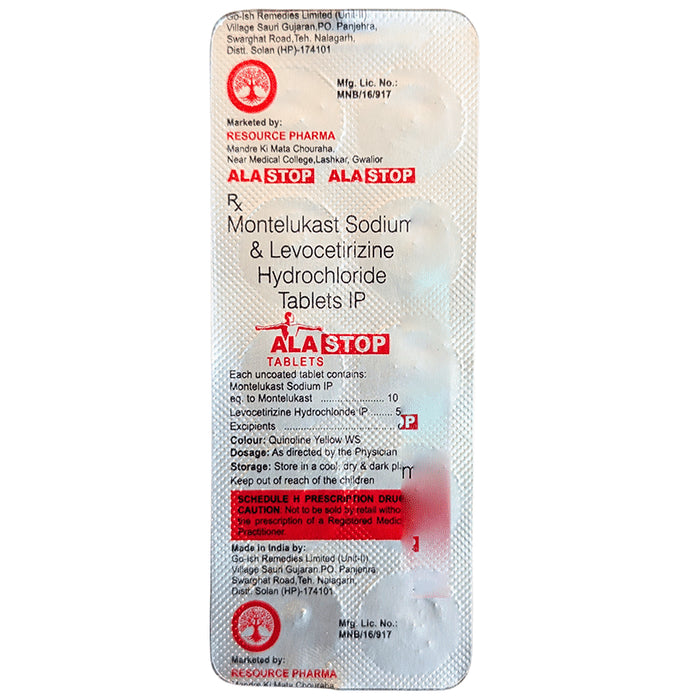 Go-Ish Remedies Limited (Unit-II)
Village Sauri Gujaran,PO. Panjehra,
Swarghat Road,Teh. Nalagarh,
Distt. Solan (HP)-174101
Mfg. Lic. No.:
MNB/16/917
Marketed by:
RESOURCE PHARMA
Mandre Ki Mata Chouraha,
Near Medical College,Lashkar, Gwalior
ALA STOP ALA STOP
Rx
Montelukast Sodium
& Levocetirizine
Hydrochloride
Tablets IP
ALA STOP
TABLETS
Each uncoated tablet contains:
Montelukast Sodium IP
eq. to Montelukast .................... 10
Levocetirizine Hydrochloride IP ....... 5
Excipients
OP
Colour: Quinoline Yellow WS
Dosage: As directed by the Physician
Storage: Store in a cool, dry & dark
Keep out of reach of the children
SCHEDULE H PRESCRIPTION DRUG
CAUTION: Not to be sold by retail witho
the prescription of a Registered Medic
Practitioner
Made in India by:
Go-Ish Remedies Limited (Unit-II)
Village Sauri Gujaran,PO. Panjehra,
Swarghat Road,Teh. Nalagarh,
Distt. Solan (HP)-174101
Mfg. Lic. No.:
MNB/16/917
Marketed by:
RESOURCE PHARMA
Mandre Ki Mata Chouraha,